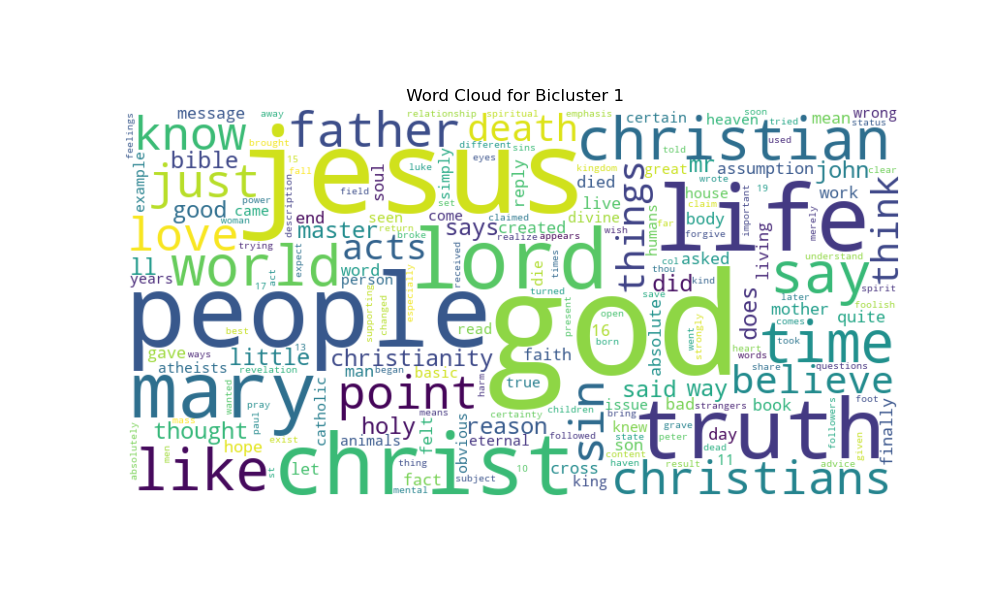 Word Cloud for Bicluster 1
feelings
message
away
relationship spiritual emphasis
certain
soon
tried
mean
wrong
status
know
jesus
father
death
christian
heaven
used
example
bible
brought
15
fall
different
sins
eyes
told
great
mr
assumption
john
clear
just
soul
luke
simply
reply
kingdom
died
things
humans
wrote
claim
19
work
think
power
description
field
set
live
house
life
important
merely
good
came
woman
end
seen
return
come
claimed
divine
far
forgive
body
love
trying
master
broke
says
created
realize
appears
wish
asked
living
understand
ll
world
expect
acts
lord
did
kind
col
thou
say
spirit
years
17
act
word
person
received
die
times
turned
present
save
absolute
does
later
foolish
people
supporting
changed
especially
god
open
born
went
strongly
mother
comes
quite
best
13
read
16
heart
time
took
gave
ways
little
christianity
faith
words
questions
atheists
revelation
man
began
basic
harm
true
share
believe
mary
wanted
pray
paul
catholic
point
means
certainty
children
said
way
issue
bad
strangers
book
followers
foot
truth
thought
mass
men
hope
exist
holy
felt
reason
sin
bring
knew
state
son
peter
grave
dead
day
given
finally
absolutely
like
st
let
christ
animals
eternal
obvious
followed
thing
fact
mental
10
subject
cross
king
content
haven
result
11
advice
christians